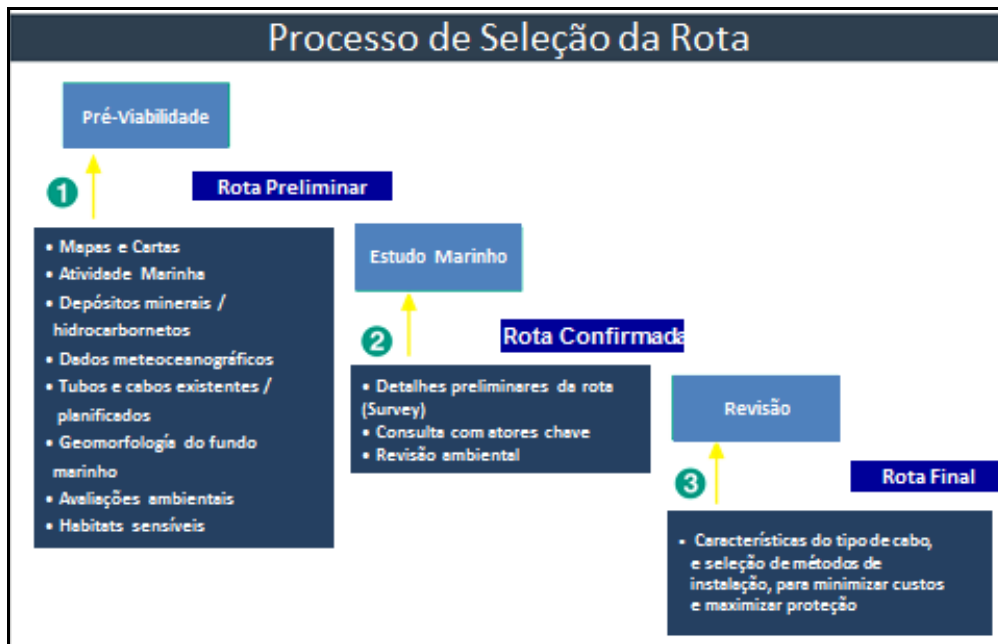 Processo de Seleção da Rota
Pré-Viabilidade
1
Rota Preliminar
• Mapas e Cartas
• Atividade Marinha
• Depósitos minerais /
hidrocarbornetos
• Dados meteoceanográficos
• Tubos e cabos existentes /
planificados
• Geomorfología do fundo
marinho
• Avaliações ambientais
• Habitats sensíveis
Estudo Marinho
2
Rota Confirmada
• Detalhes preliminares da rota
(Survey)
• Consulta com atores chave
• Revisão ambiental
Revisão
3
Rota Final
• Características do tipo de cabo,
e seleção de métodos de
instalação, para minimizar custos
e maximizar proteção